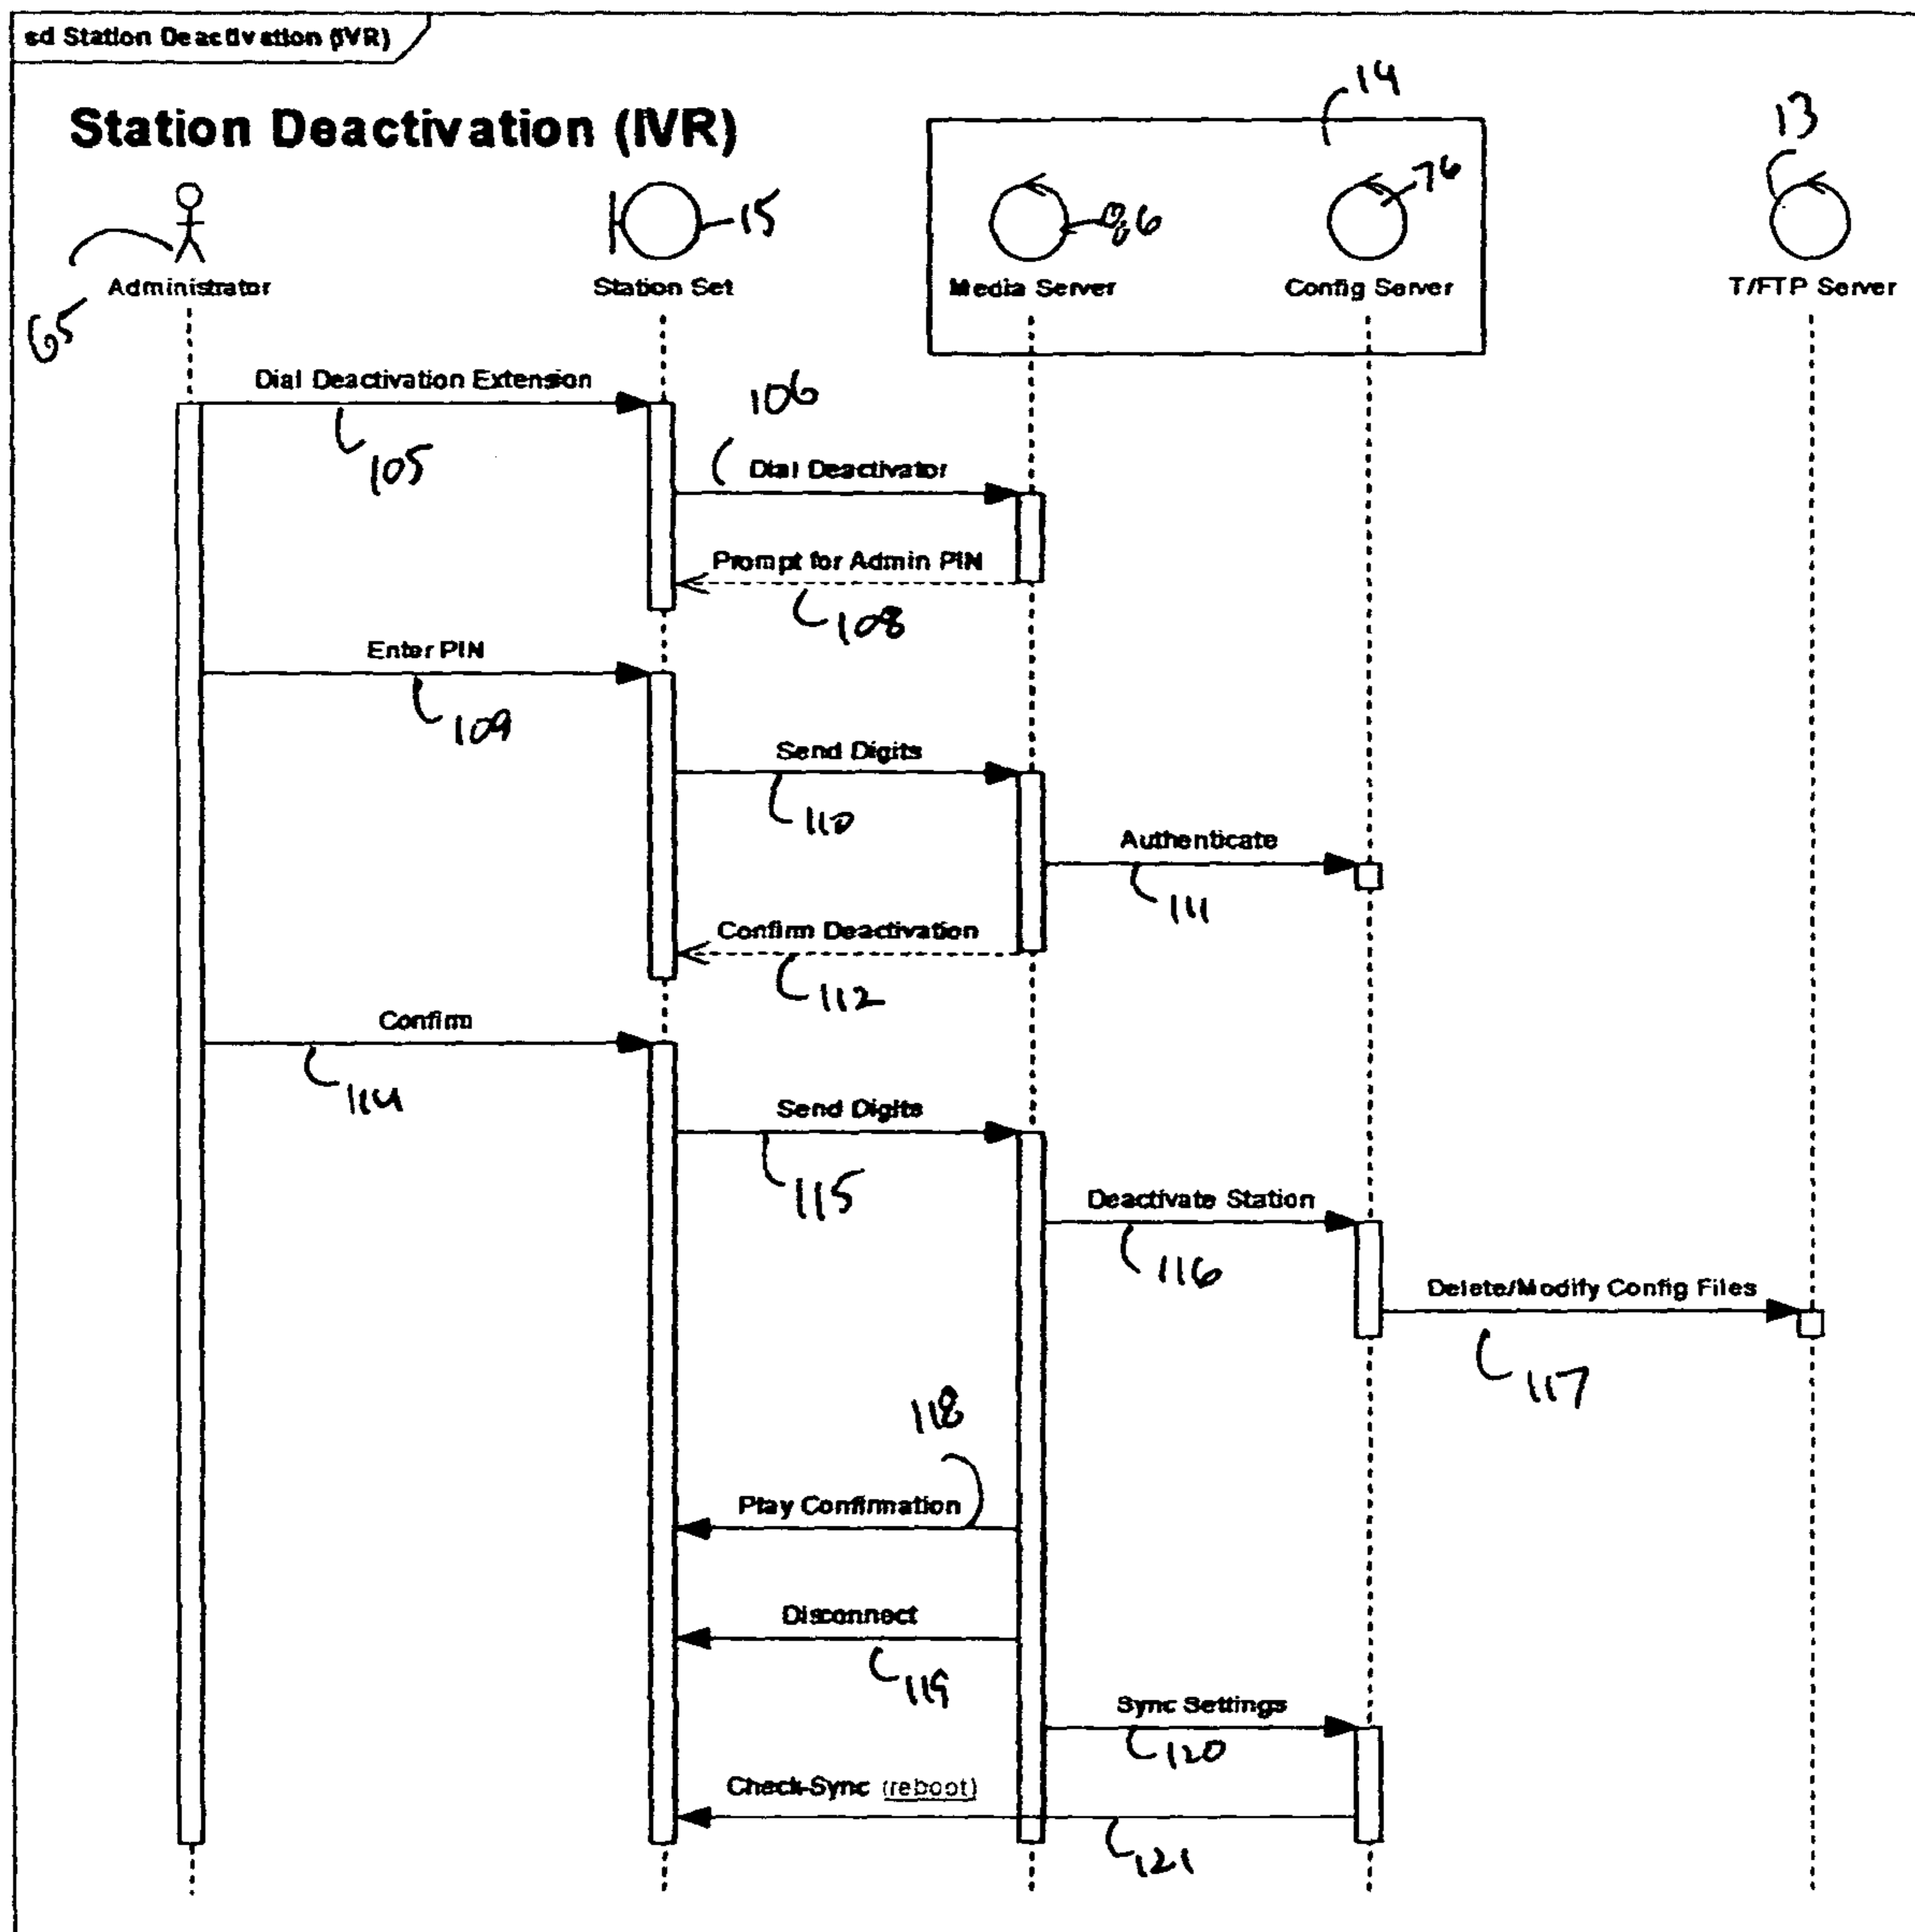 sd Station Deactivation (IVR)
Station Deactivation (IVR)
14
13
76
15
86
Administrator
Station Set
Media Server
Config Server
T/FTP Server
65
Dial Deactivation Extension
106
105
Dial Deactivator
Prompt for Admin PIN
108
Enter PIN
109
Send Digits
110
Authenticate
111
Confirm Deactivation
112
Confirm
114
Send Digits
115
Deactivate Station
116
Delete/Modify Config Files
117
118
Play Confirmation
Disconnect
119
Sync Settings
120
Check-Sync (reboot)
121